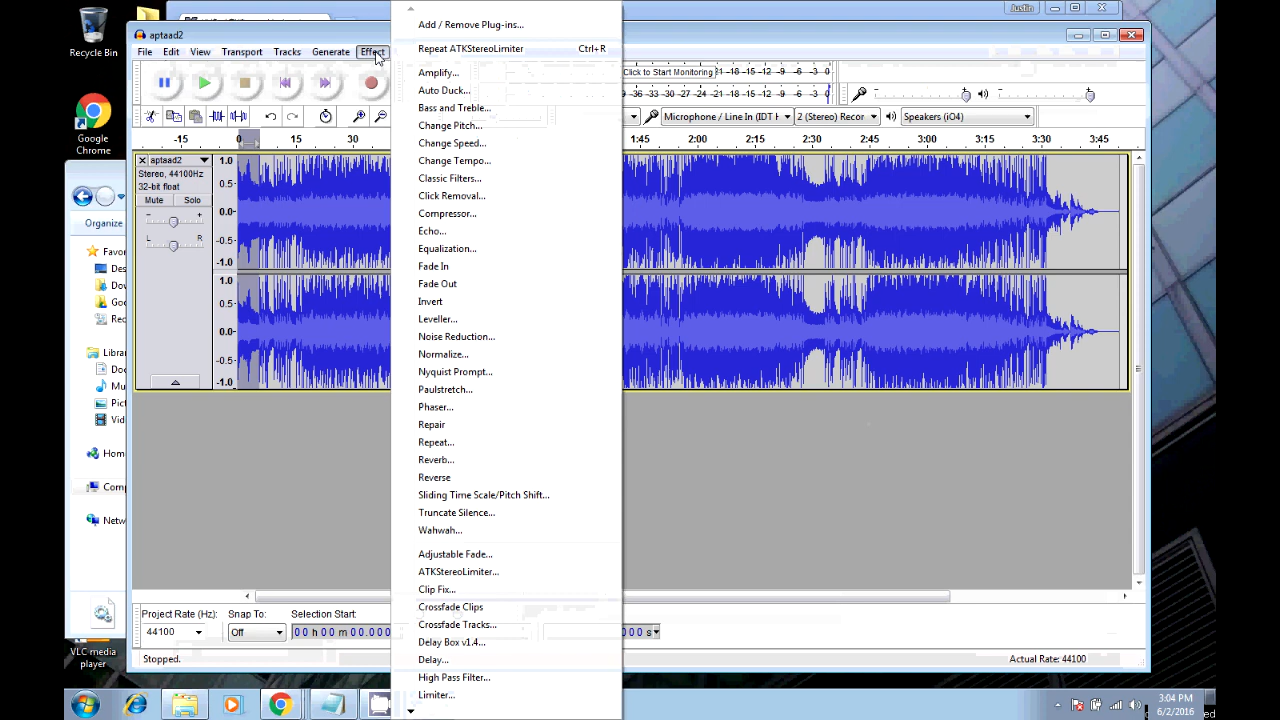 Recycle Bin
Google
Chrome
VLC media
player
Justin
aptaad2
File Edit View Transport Tracks Generate Effect
Click to Start Monitoring -18 -15 -12 -9 -6 -3 0
-36 -33 -30 -27 -24 -21 -18 -15 -12 -9 -6 -3 0
Microphone / Line In (IDT H 2 (Stereo) Recor Speakers (iO4)
-15 0 15 30 1:45 2:00 2:15 2:30 2:45 3:00 3:15 3:30 3:45
aptaad2
Stereo, 44100Hz
32-bit float
Mute Solo
- +
L R
1.0
0.5-
0.0-
-0.5-
-1.0
1.0
0.5-
0.0-
-0.5-
-1.0
Organize
Favor
Des
Dov
Goo
Rec
Librar
Do
Mu
Pict
Vid
Hom
Comp
Netw
Add / Remove Plug-ins...
Repeat ATKStereoLimiter Ctrl+R
Amplify...
Auto Duck...
Bass and Treble...
Change Pitch...
Change Speed...
Change Tempo...
Classic Filters...
Click Removal...
Compressor...
Echo...
Equalization...
Fade In
Fade Out
Invert
Leveller...
Noise Reduction...
Normalize...
Nyquist Prompt...
Paulstretch...
Phaser...
Repair
Repeat...
Reverb...
Reverse
Sliding Time Scale/Pitch Shift...
Truncate Silence...
Wahwah...
Adjustable Fade...
ATKStereoLimiter...
Clip Fix...
Crossfade Clips
Crossfade Tracks...
Delay Box v1.4...
Delay...
High Pass Filter...
Limiter...
Project Rate (Hz): Snap To: Selection Start:
44100 Off 00 h 00 m 00.000 000 s
Stopped. Actual Rate: 44100
3:04 PM
6/2/2016